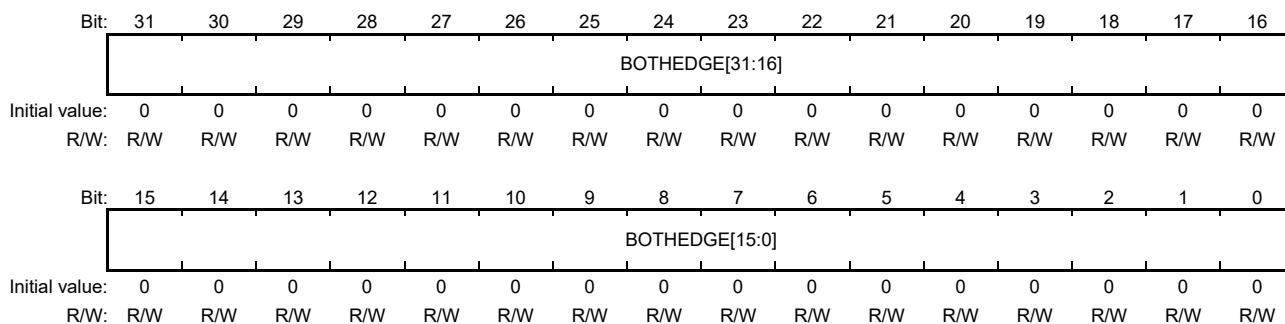 Bit: 31 30 29 28 27 26 25 24 23 22 21 20 19 18 17 16
BOTHEDGE[31:16]
Initial value: 0 0 0 0 0 0 0 0 0 0 0 0 0 0 0 0
R/W: R/W R/W R/W R/W R/W R/W R/W R/W R/W R/W R/W R/W R/W R/W R/W R/W
Bit: 15 14 13 12 11 10 9 8 7 6 5 4 3 2 1 0
BOTHEDGE[15:0]
Initial value: 0 0 0 0 0 0 0 0 0 0 0 0 0 0 0 0
R/W: R/W R/W R/W R/W R/W R/W R/W R/W R/W R/W R/W R/W R/W R/W R/W R/W